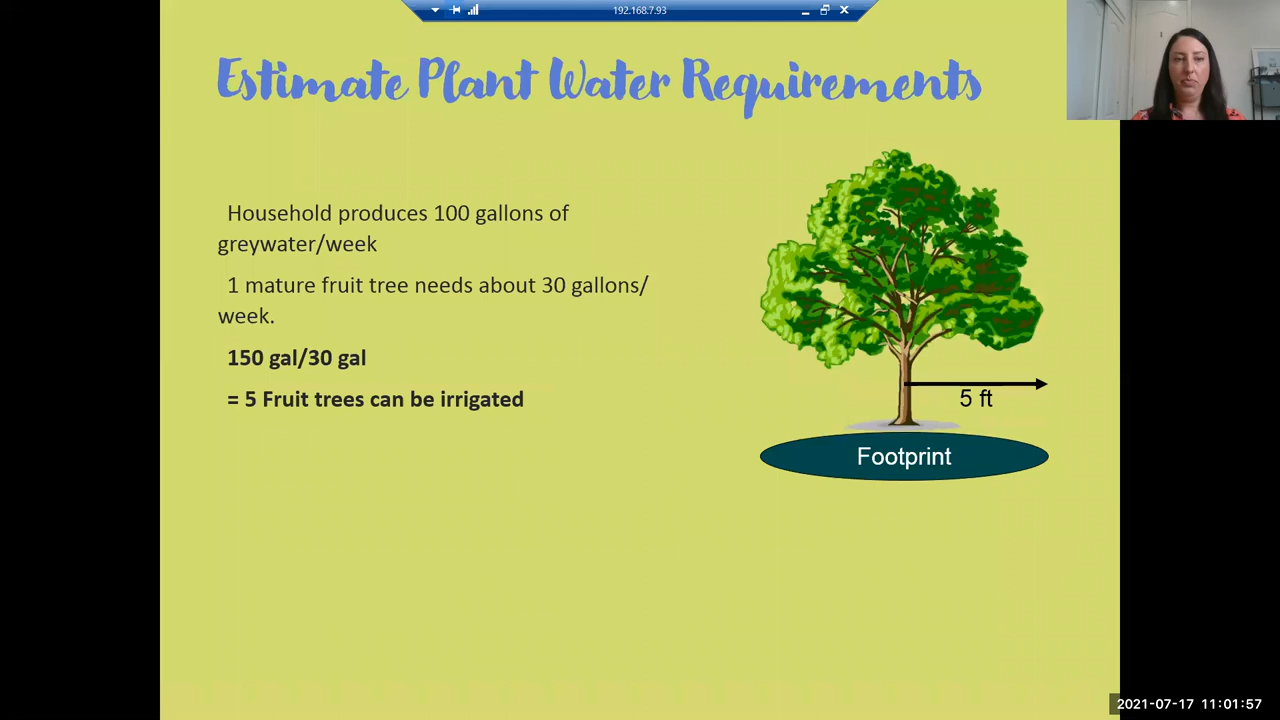 192.168.7.93
Estimate Plant Water Requirements
Household produces 100 gallons of
greywater/week
1 mature fruit tree needs about 30 gallons/
week.
150 gal/30 gal
= 5 Fruit trees can be irrigated
5 ft
Footprint
2021-07-17 11:01:57